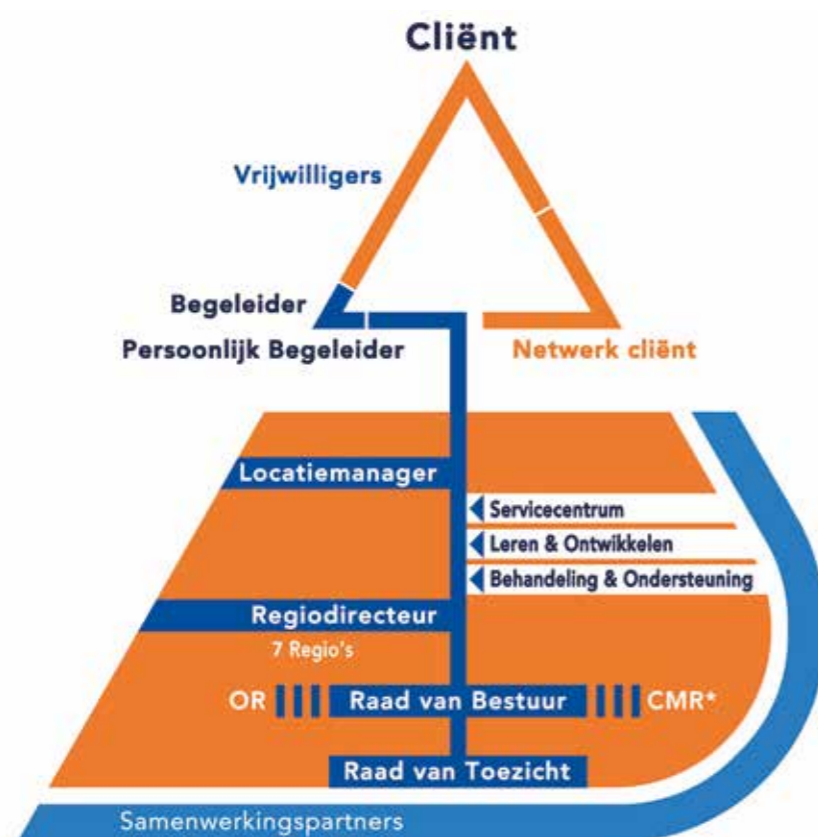 Cliënt
Vrijwilligers
Begeleider
Persoonlijk Begeleider
Netwerk cliënt
Locatiemanager
Servicecentrum
Leren & Ontwikkelen
Behandeling & Ondersteuning
Regiodirecteur
7 Regio's
OR
Raad van Bestuur
CMR*
Raad van Toezicht
Samenwerkingspartners